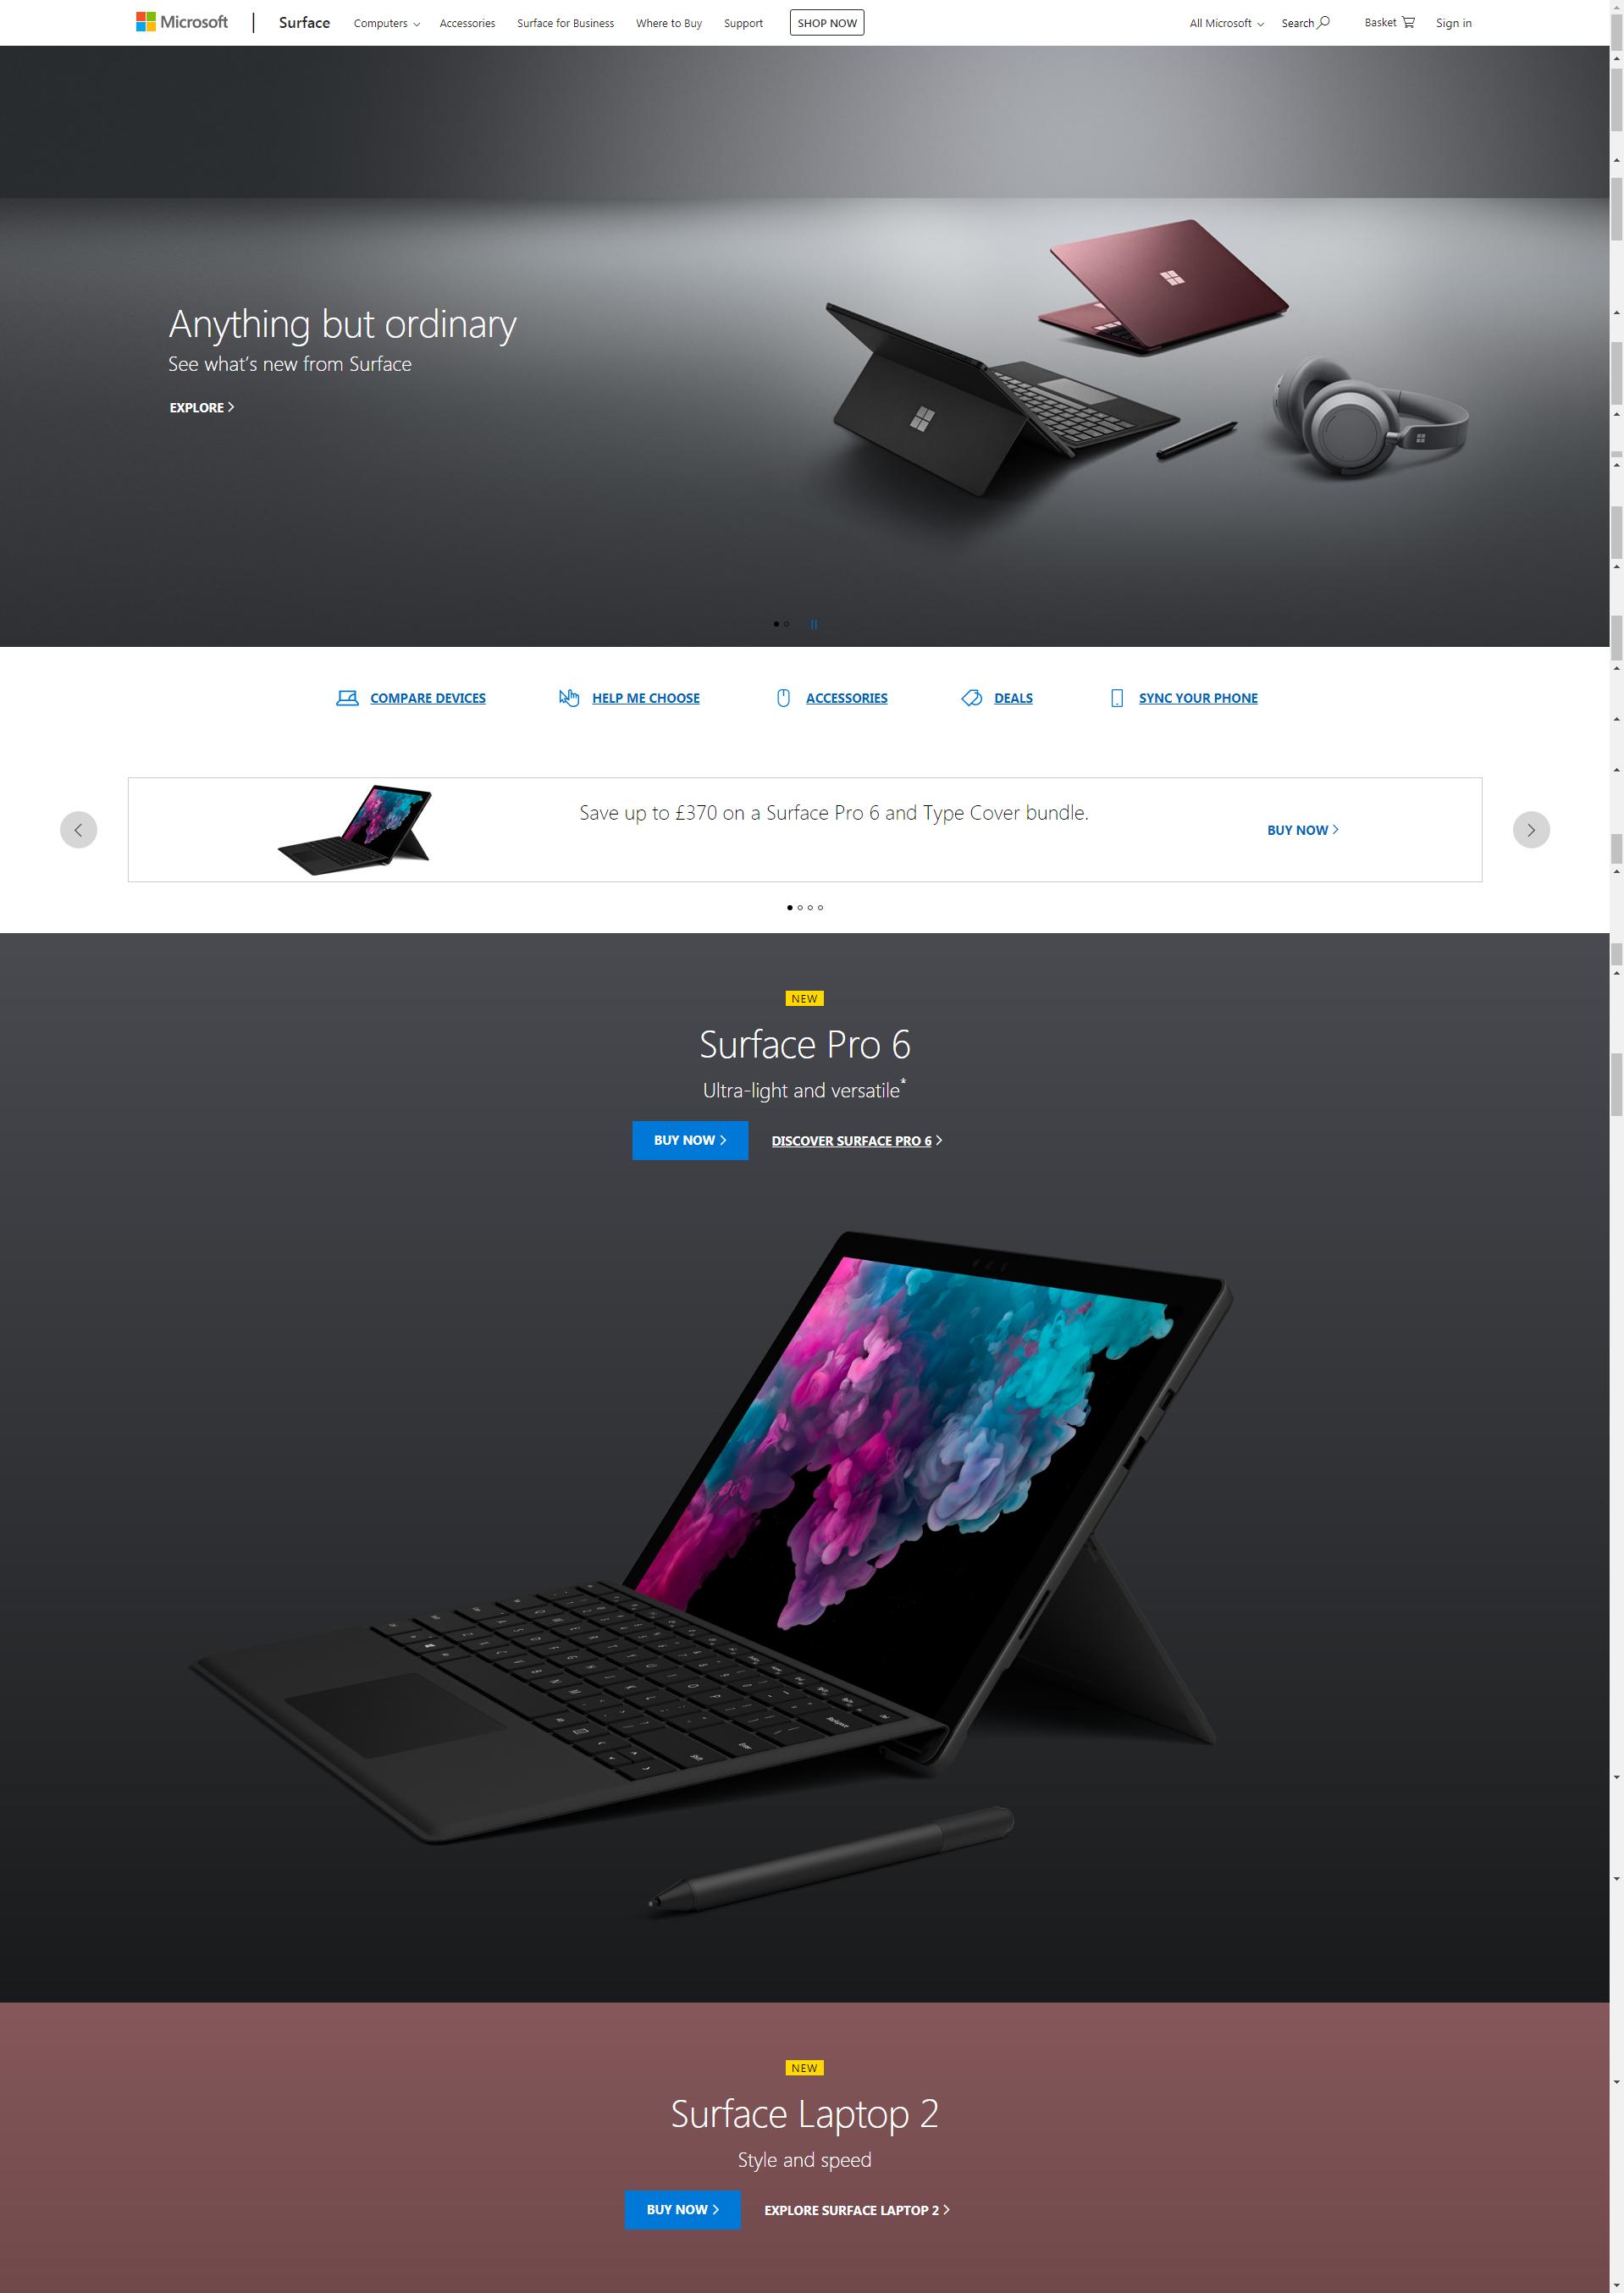 Microsoft
Surface
Computers
Accessories
Surface for Business
Where to Buy
Support
SHOP NOW
All Microsoft
Search
Basket
Sign in
Anything but ordinary
See what's new from Surface
EXPLORE
COMPARE DEVICES
HELP ME CHOOSE
ACCESSORIES
DEALS
SYNC YOUR PHONE
Save up to £370 on a Surface Pro 6 and Type Cover bundle.
BUY NOW
NEW
Surface Pro 6
Ultra-light and versatile*
BUY NOW
DISCOVER SURFACE PRO 6
NEW
Surface Laptop 2
Style and speed
BUY NOW
EXPLORE SURFACE LAPTOP 2